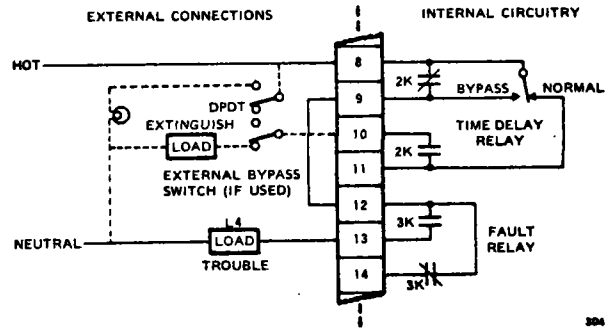 EXTERNAL CONNECTIONS
INTERNAL CIRCUITRY
HOT
8
2K
BYPASS
NORMAL
9
DPDT
EXTINGUISH
LOAD
10
TIME DELAY
RELAY
2K
11
EXTERNAL BYPASS
SWITCH (IF USED)
12
3K
FAULT
RELAY
L4
NEUTRAL
LOAD
13
TROUBLE
14
3K
304